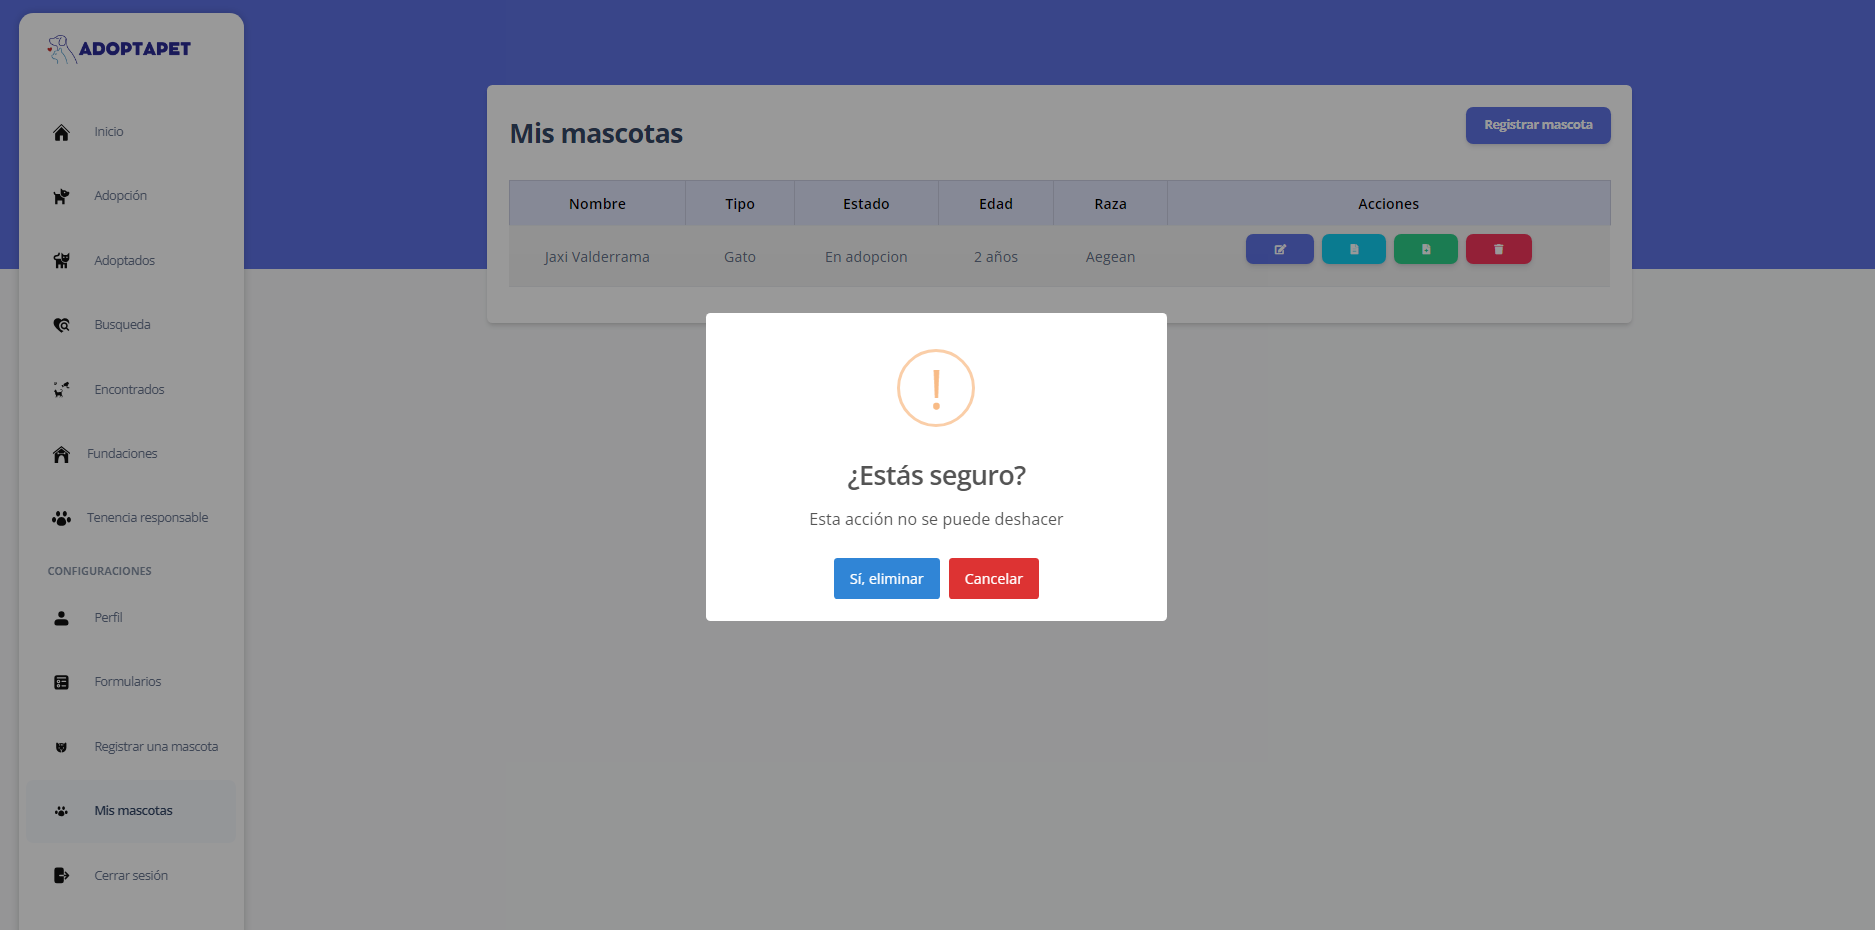 ADOPTAPET
Inicio
Adopción
Adoptados
Busqueda
Encontrados
Fundaciones
Tenencia responsable
CONFIGURACIONES
Perfil
Formularios
Registrar una mascota
Mis mascotas
Cerrar sesión
Mis mascotas
Registrar mascota
Nombre Tipo Estado Edad Raza Acciones
Jaxi Valderrama Gato En adopcion 2 años Aegean
¿Estás seguro?
Esta acción no se puede deshacer
Sí, eliminar Cancelar